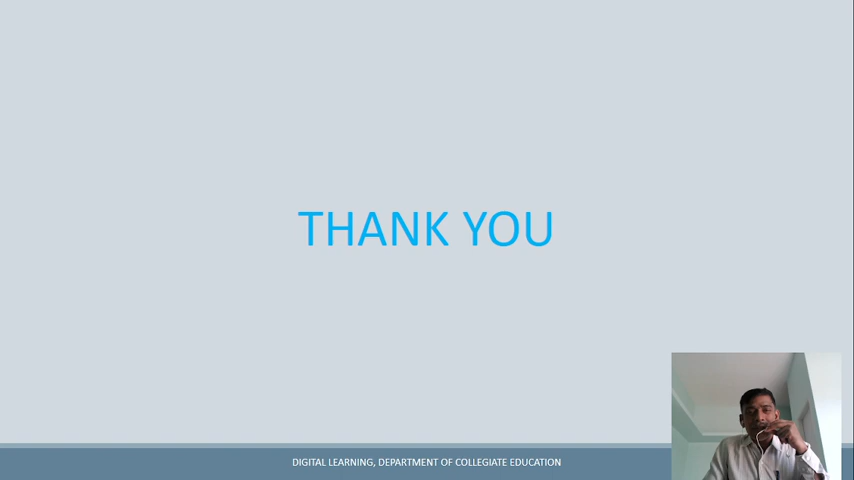 THANK YOU
DIGITAL LEARNING, DEPARTMENT OF COLLEGIATE EDUCATION